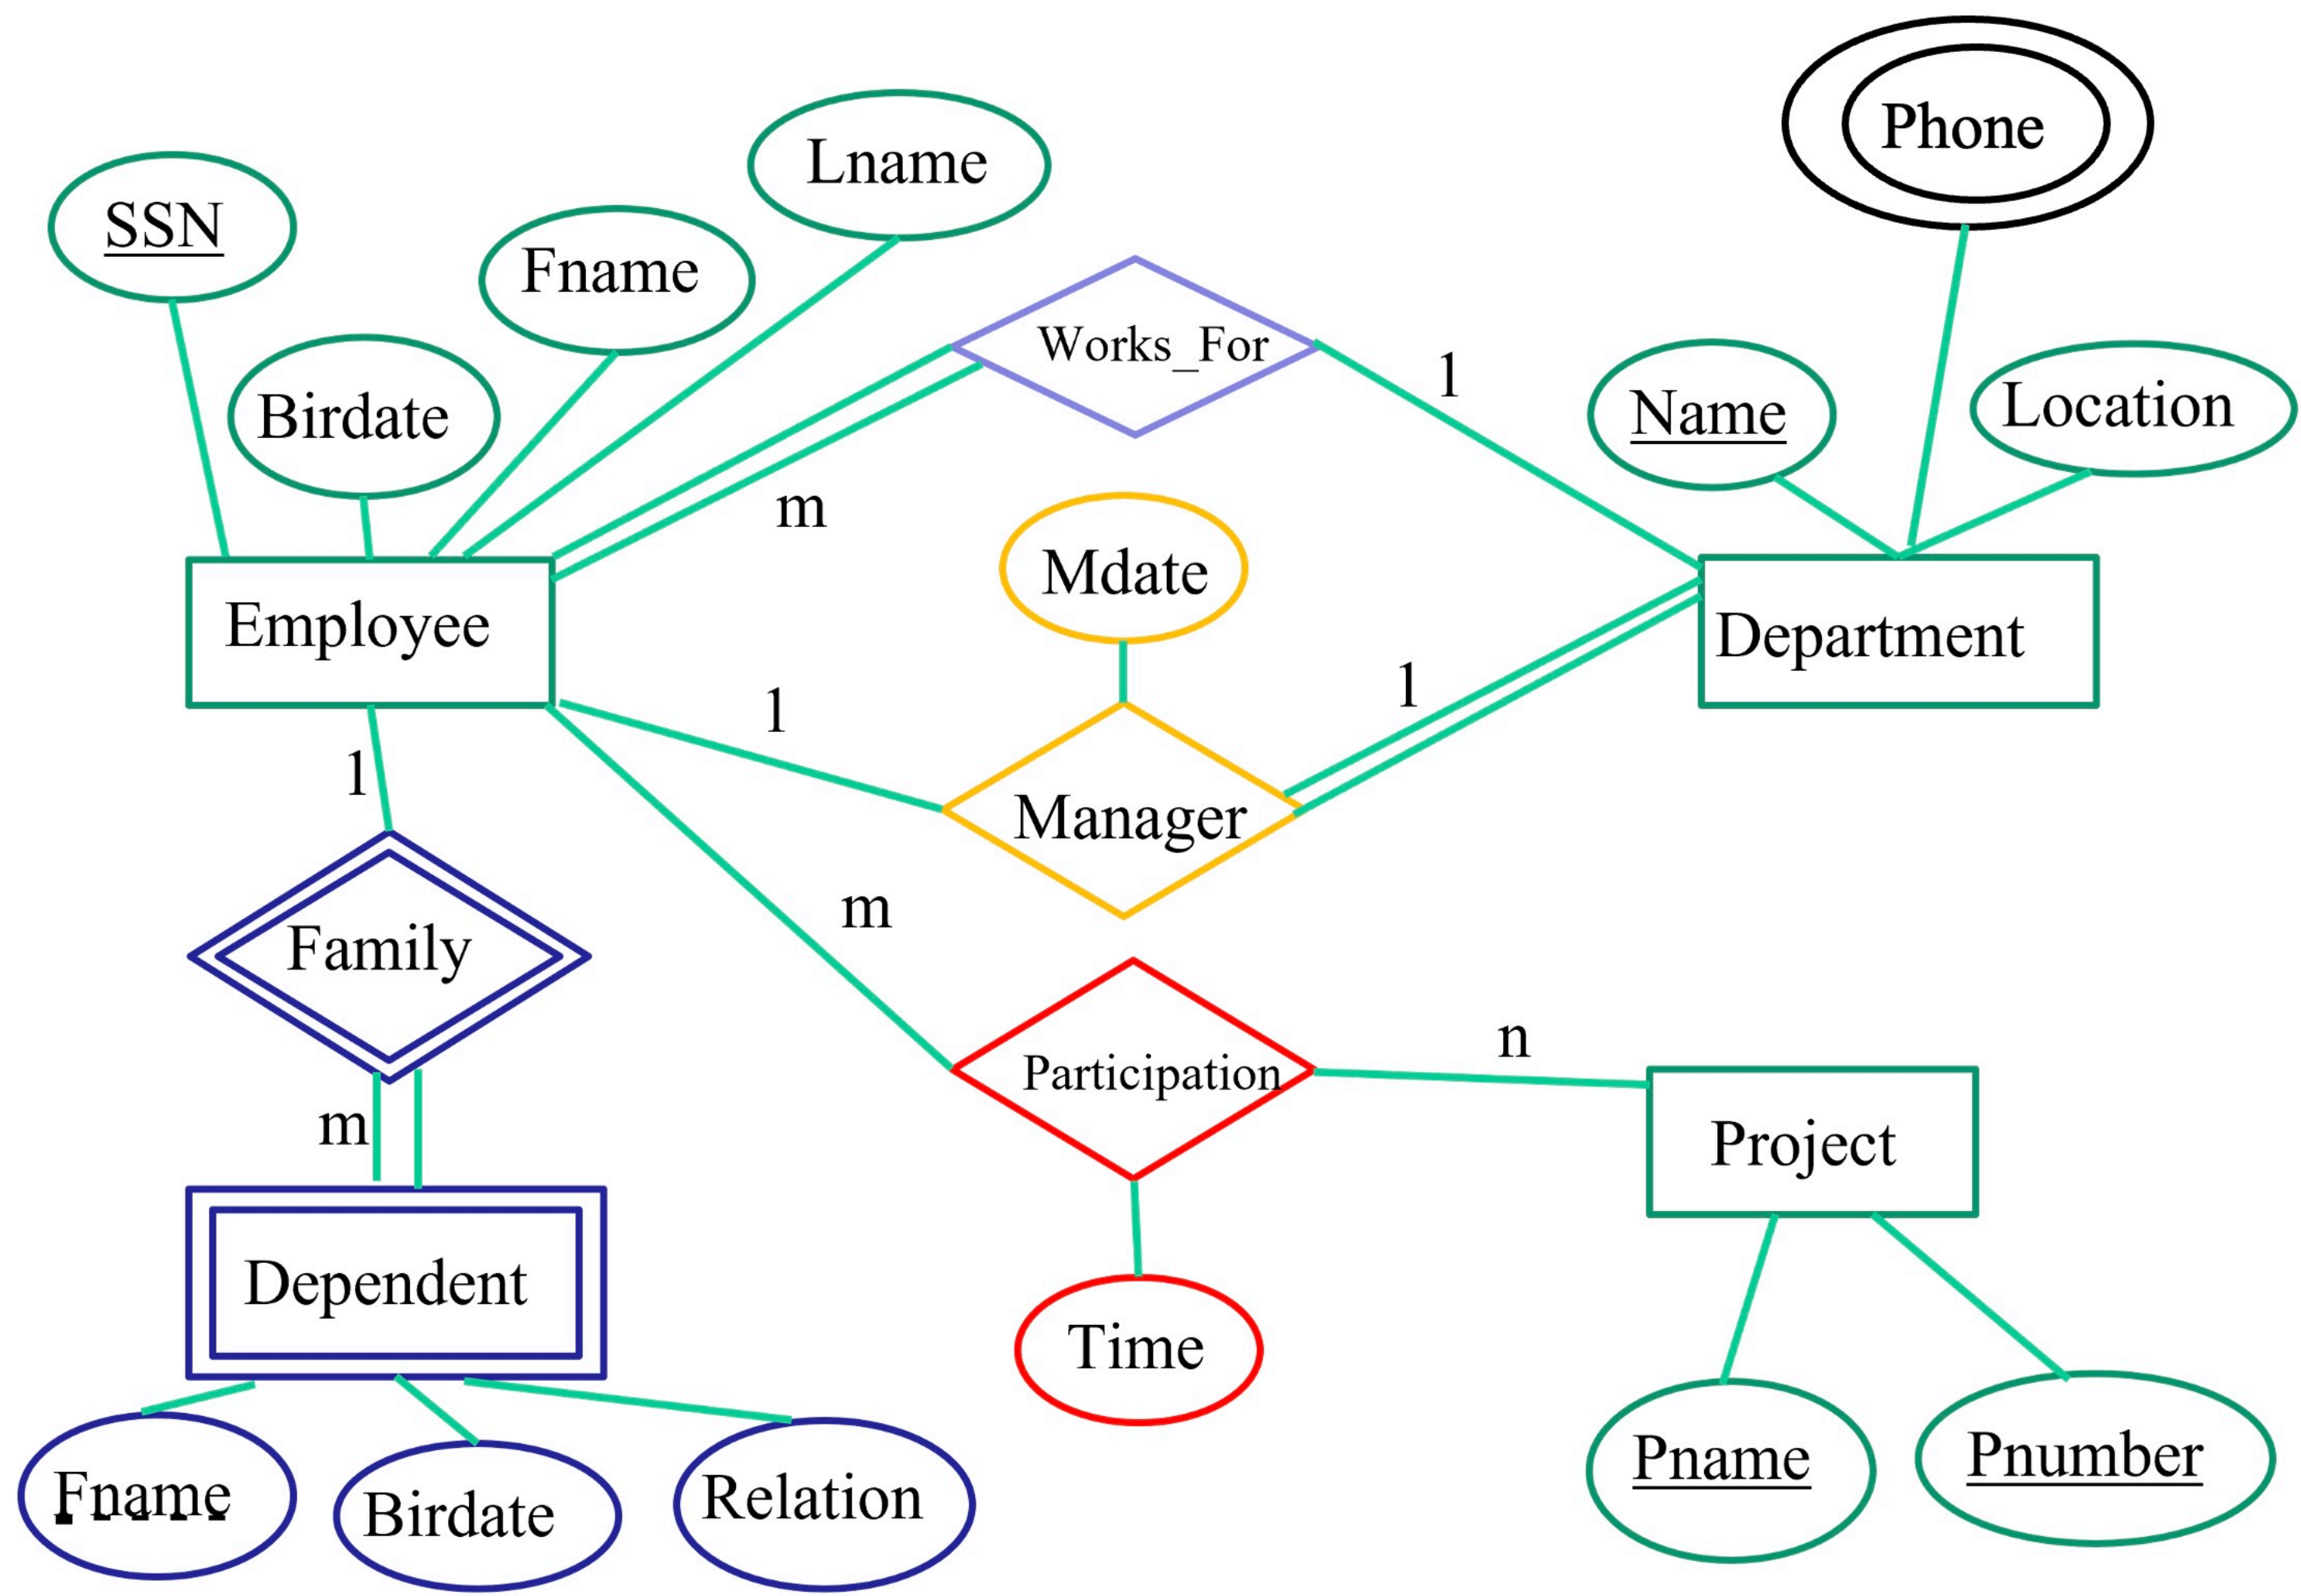 Phone
Lname
SSN
Fname
Works_For
1
Name
Location
Birdate
m
Mdate
Employee
Department
1
1
1
Manager
m
Family
n
Participation
m
Project
Dependent
Time
Pname
Pnumber
Fname
Birdate
Relation